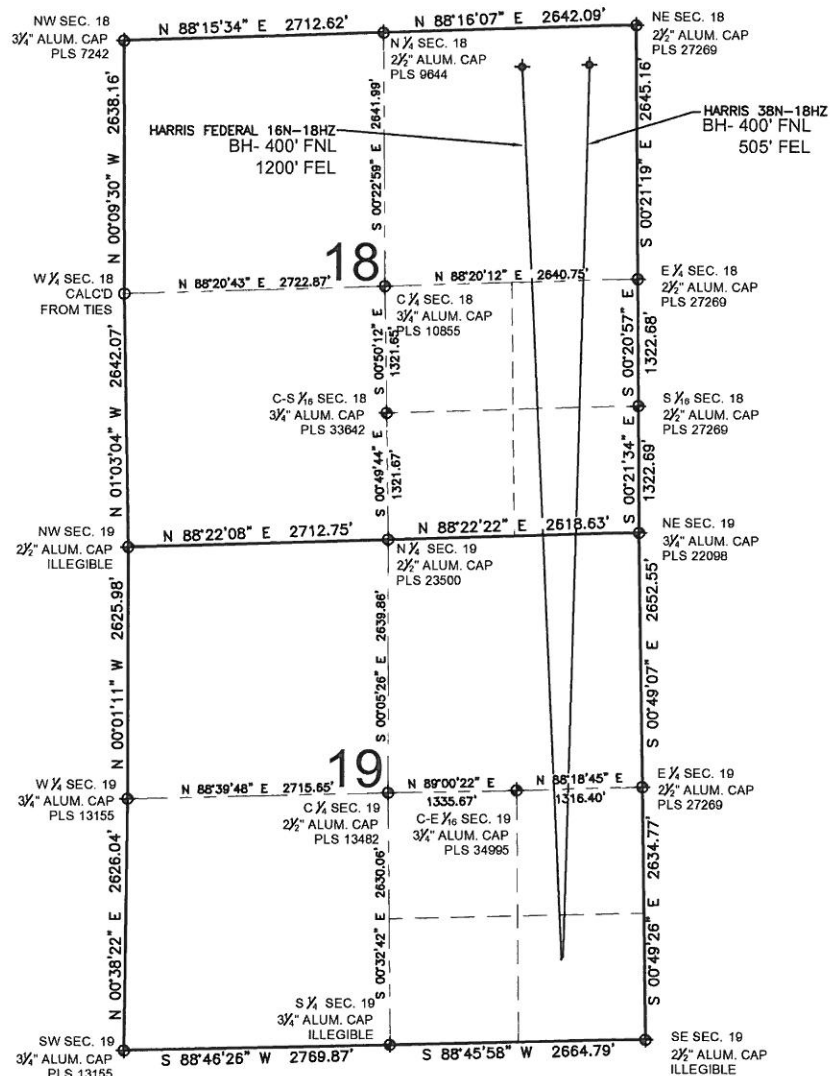 NW SEC. 18
3¼" ALUM. CAP
PLS 7242
N 88°15'34" E 2712.62'
N ¼ SEC. 18
2½" ALUM. CAP
PLS 9644
N 88°16'07" E 2642.09'
NE SEC. 18
2½" ALUM. CAP
PLS 27269
N 00°09'30" W 2638.16'
S 00°22'59" E 2641.99'
S 00°21'19" E 2645.16'
HARRIS FEDERAL 16N-18HZ
BH- 400' FNL
1200' FEL
HARRIS 38N-18HZ
BH- 400' FNL
505' FEL
W ¼ SEC. 18
CALC'D
FROM TIES
N 88°20'43" E 2722.87'
18
N 88°20'12" E 2640.75'
C ¼ SEC. 18
3¼" ALUM. CAP
PLS 10855
E ¼ SEC. 18
2½" ALUM. CAP
PLS 27269
N 01°03'04" W 2642.07'
S 00°50'12" E
1321.65'
S 00°20'57" E
1322.68'
C-S 1/16 SEC. 18
3¼" ALUM. CAP
PLS 33642
S 1/16 SEC. 18
2½" ALUM. CAP
PLS 27269
S 00°49'44" E
1321.67'
S 00°21'34" E
1322.69'
NW SEC. 19
2½" ALUM. CAP
ILLEGIBLE
N 88°22'08" E 2712.75'
N 88°22'22" E 2618.63'
N ¼ SEC. 19
2½" ALUM. CAP
PLS 23500
NE SEC. 19
3¼" ALUM. CAP
PLS 22098
N 00°01'11" W 2625.98'
S 00°05'26" E 2639.86'
S 00°49'07" E 2652.55'
W ¼ SEC. 19
3¼" ALUM. CAP
PLS 13155
N 88°39'48" E 2715.65'
19
N 89°00'22" E
1335.67'
N 88°18'45" E
1316.40'
C ¼ SEC. 19
2½" ALUM. CAP
PLS 13482
C-E 1/16 SEC. 19
3¼" ALUM. CAP
PLS 34995
E ¼ SEC. 19
2½" ALUM. CAP
PLS 27269
N 00°38'22" E 2626.04'
S 00°32'42" E 2630.06'
S 00°49'26" E 2634.77'
S ¼ SEC. 19
3¼" ALUM. CAP
ILLEGIBLE
SW SEC. 19
3¼" ALUM. CAP
PLS 13155
S 88°46'26" W 2769.87'
S 88°45'58" W 2664.79'
SE SEC. 19
2½" ALUM. CAP
ILLEGIBLE